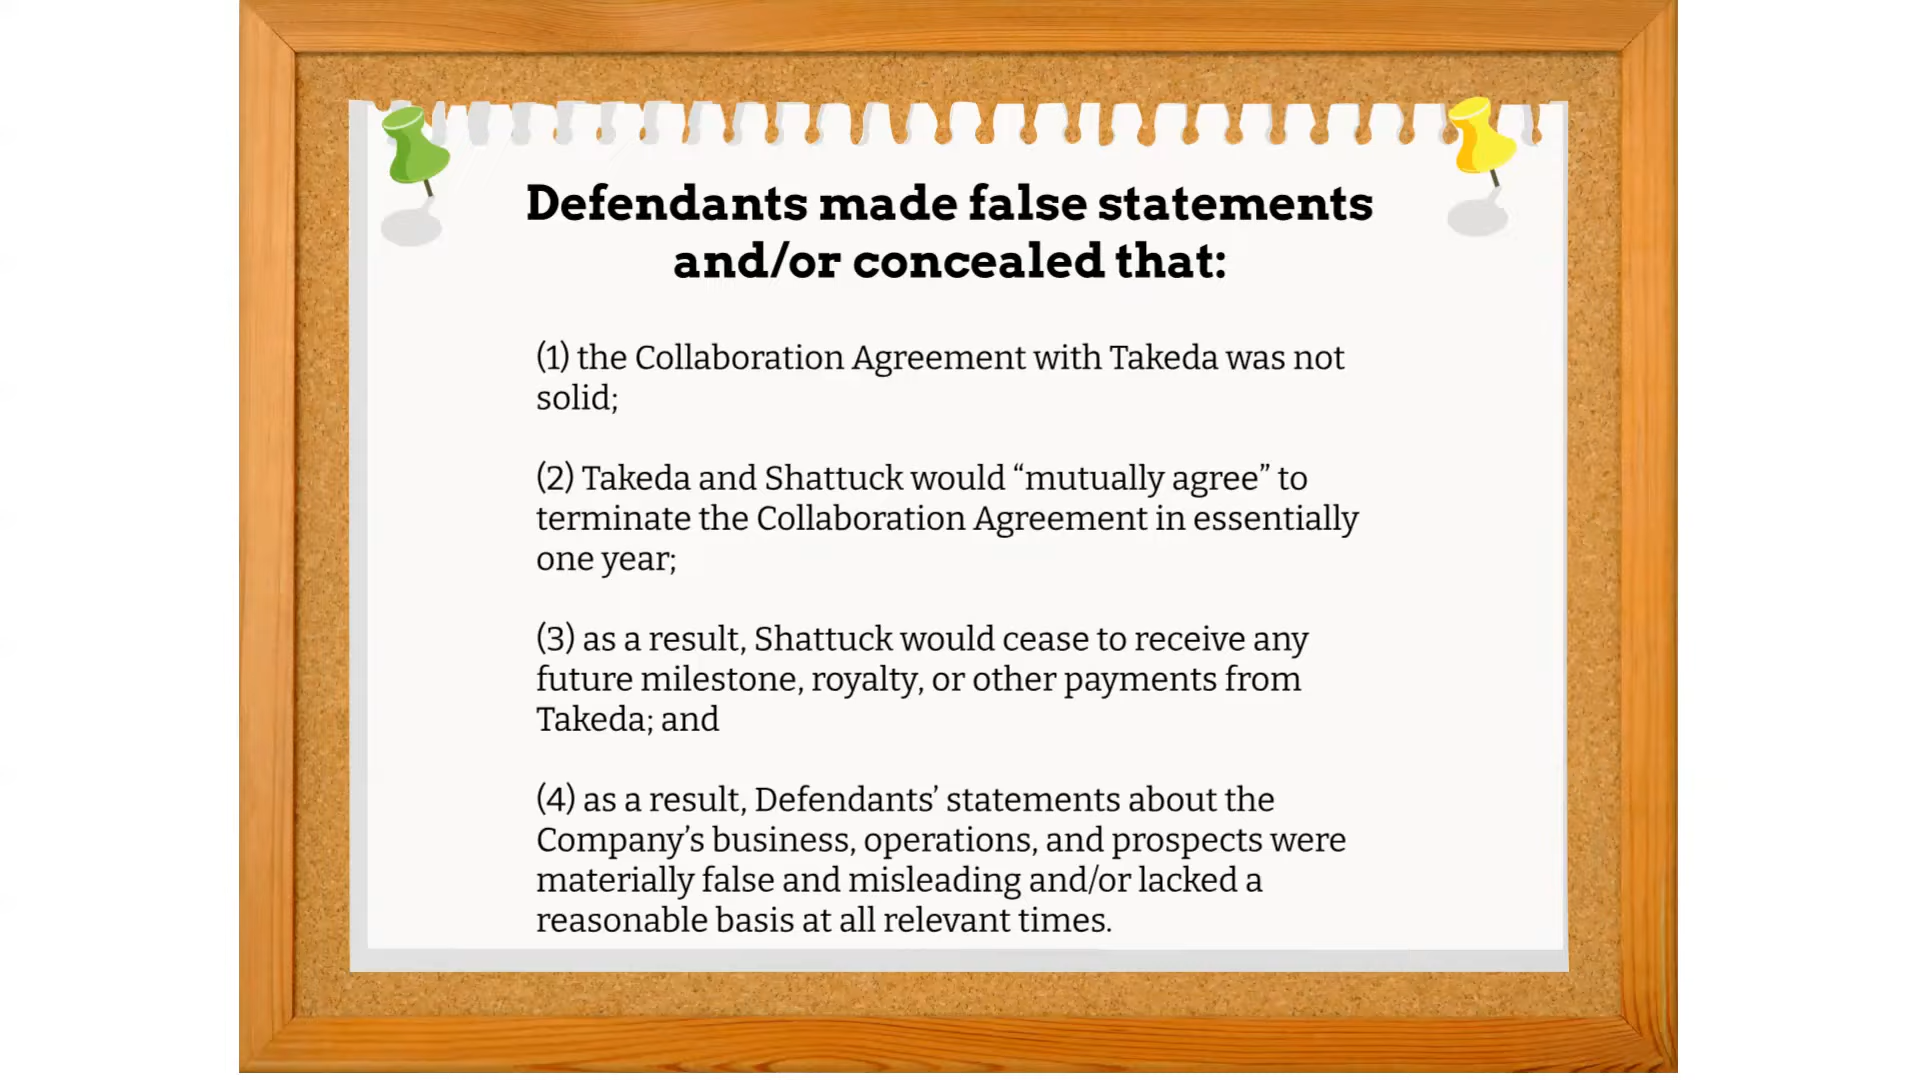 Defendants made false statements
and/or concealed that:
(1) the Collaboration Agreement with Takeda was not
solid;
(2) Takeda and Shattuck would “mutually agree” to
terminate the Collaboration Agreement in essentially
one year;
(3) as a result, Shattuck would cease to receive any
future milestone, royalty, or other payments from
Takeda; and
(4) as a result, Defendants’ statements about the
Company’s business, operations, and prospects were
materially false and misleading and/or lacked a
reasonable basis at all relevant times.